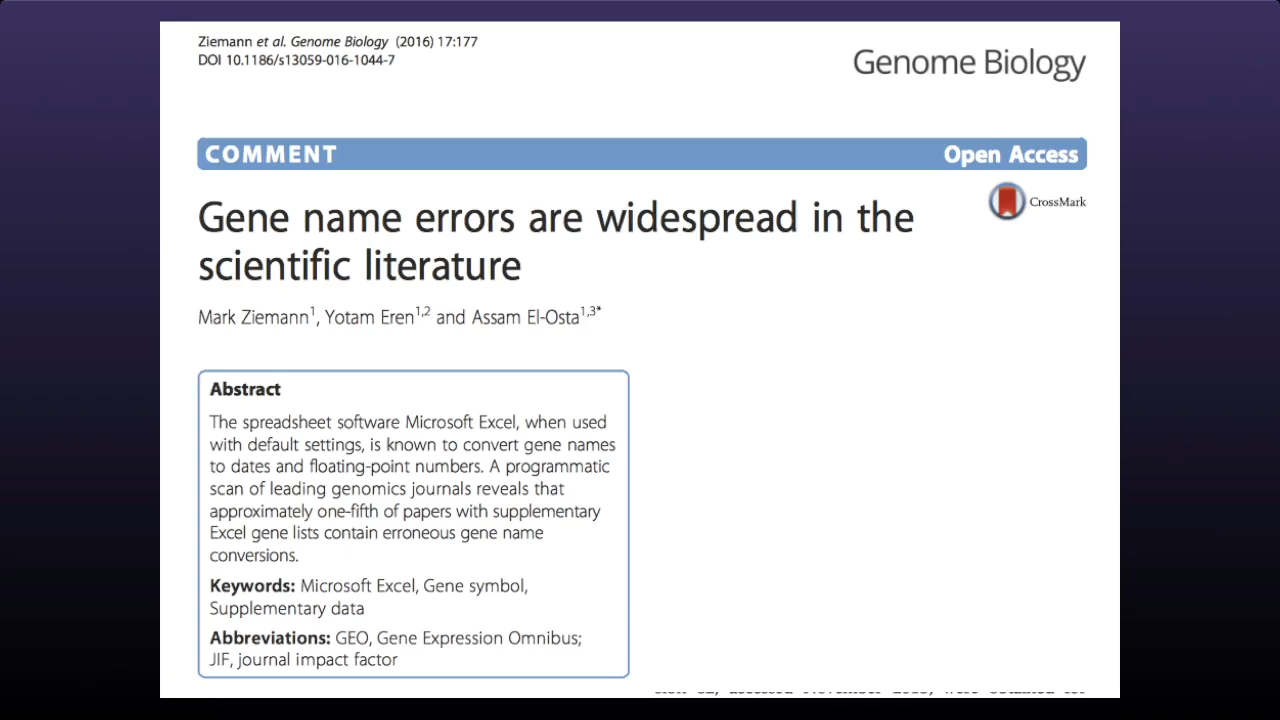 Ziemann et al. Genome Biology (2016) 17:177
DOI 10.1186/s13059-016-1044-7
Genome Biology
COMMENT
Open Access
CrossMark
Gene name errors are widespread in the
scientific literature
Mark Ziemann1, Yotam Eren1,2 and Assam El-Osta1,3*
Abstract
The spreadsheet software Microsoft Excel, when used
with default settings, is known to convert gene names
to dates and floating-point numbers. A programmatic
scan of leading genomics journals reveals that
approximately one-fifth of papers with supplementary
Excel gene lists contain erroneous gene name
conversions.
Keywords: Microsoft Excel, Gene symbol,
Supplementary data
Abbreviations: GEO, Gene Expression Omnibus;
JIF, journal impact factor